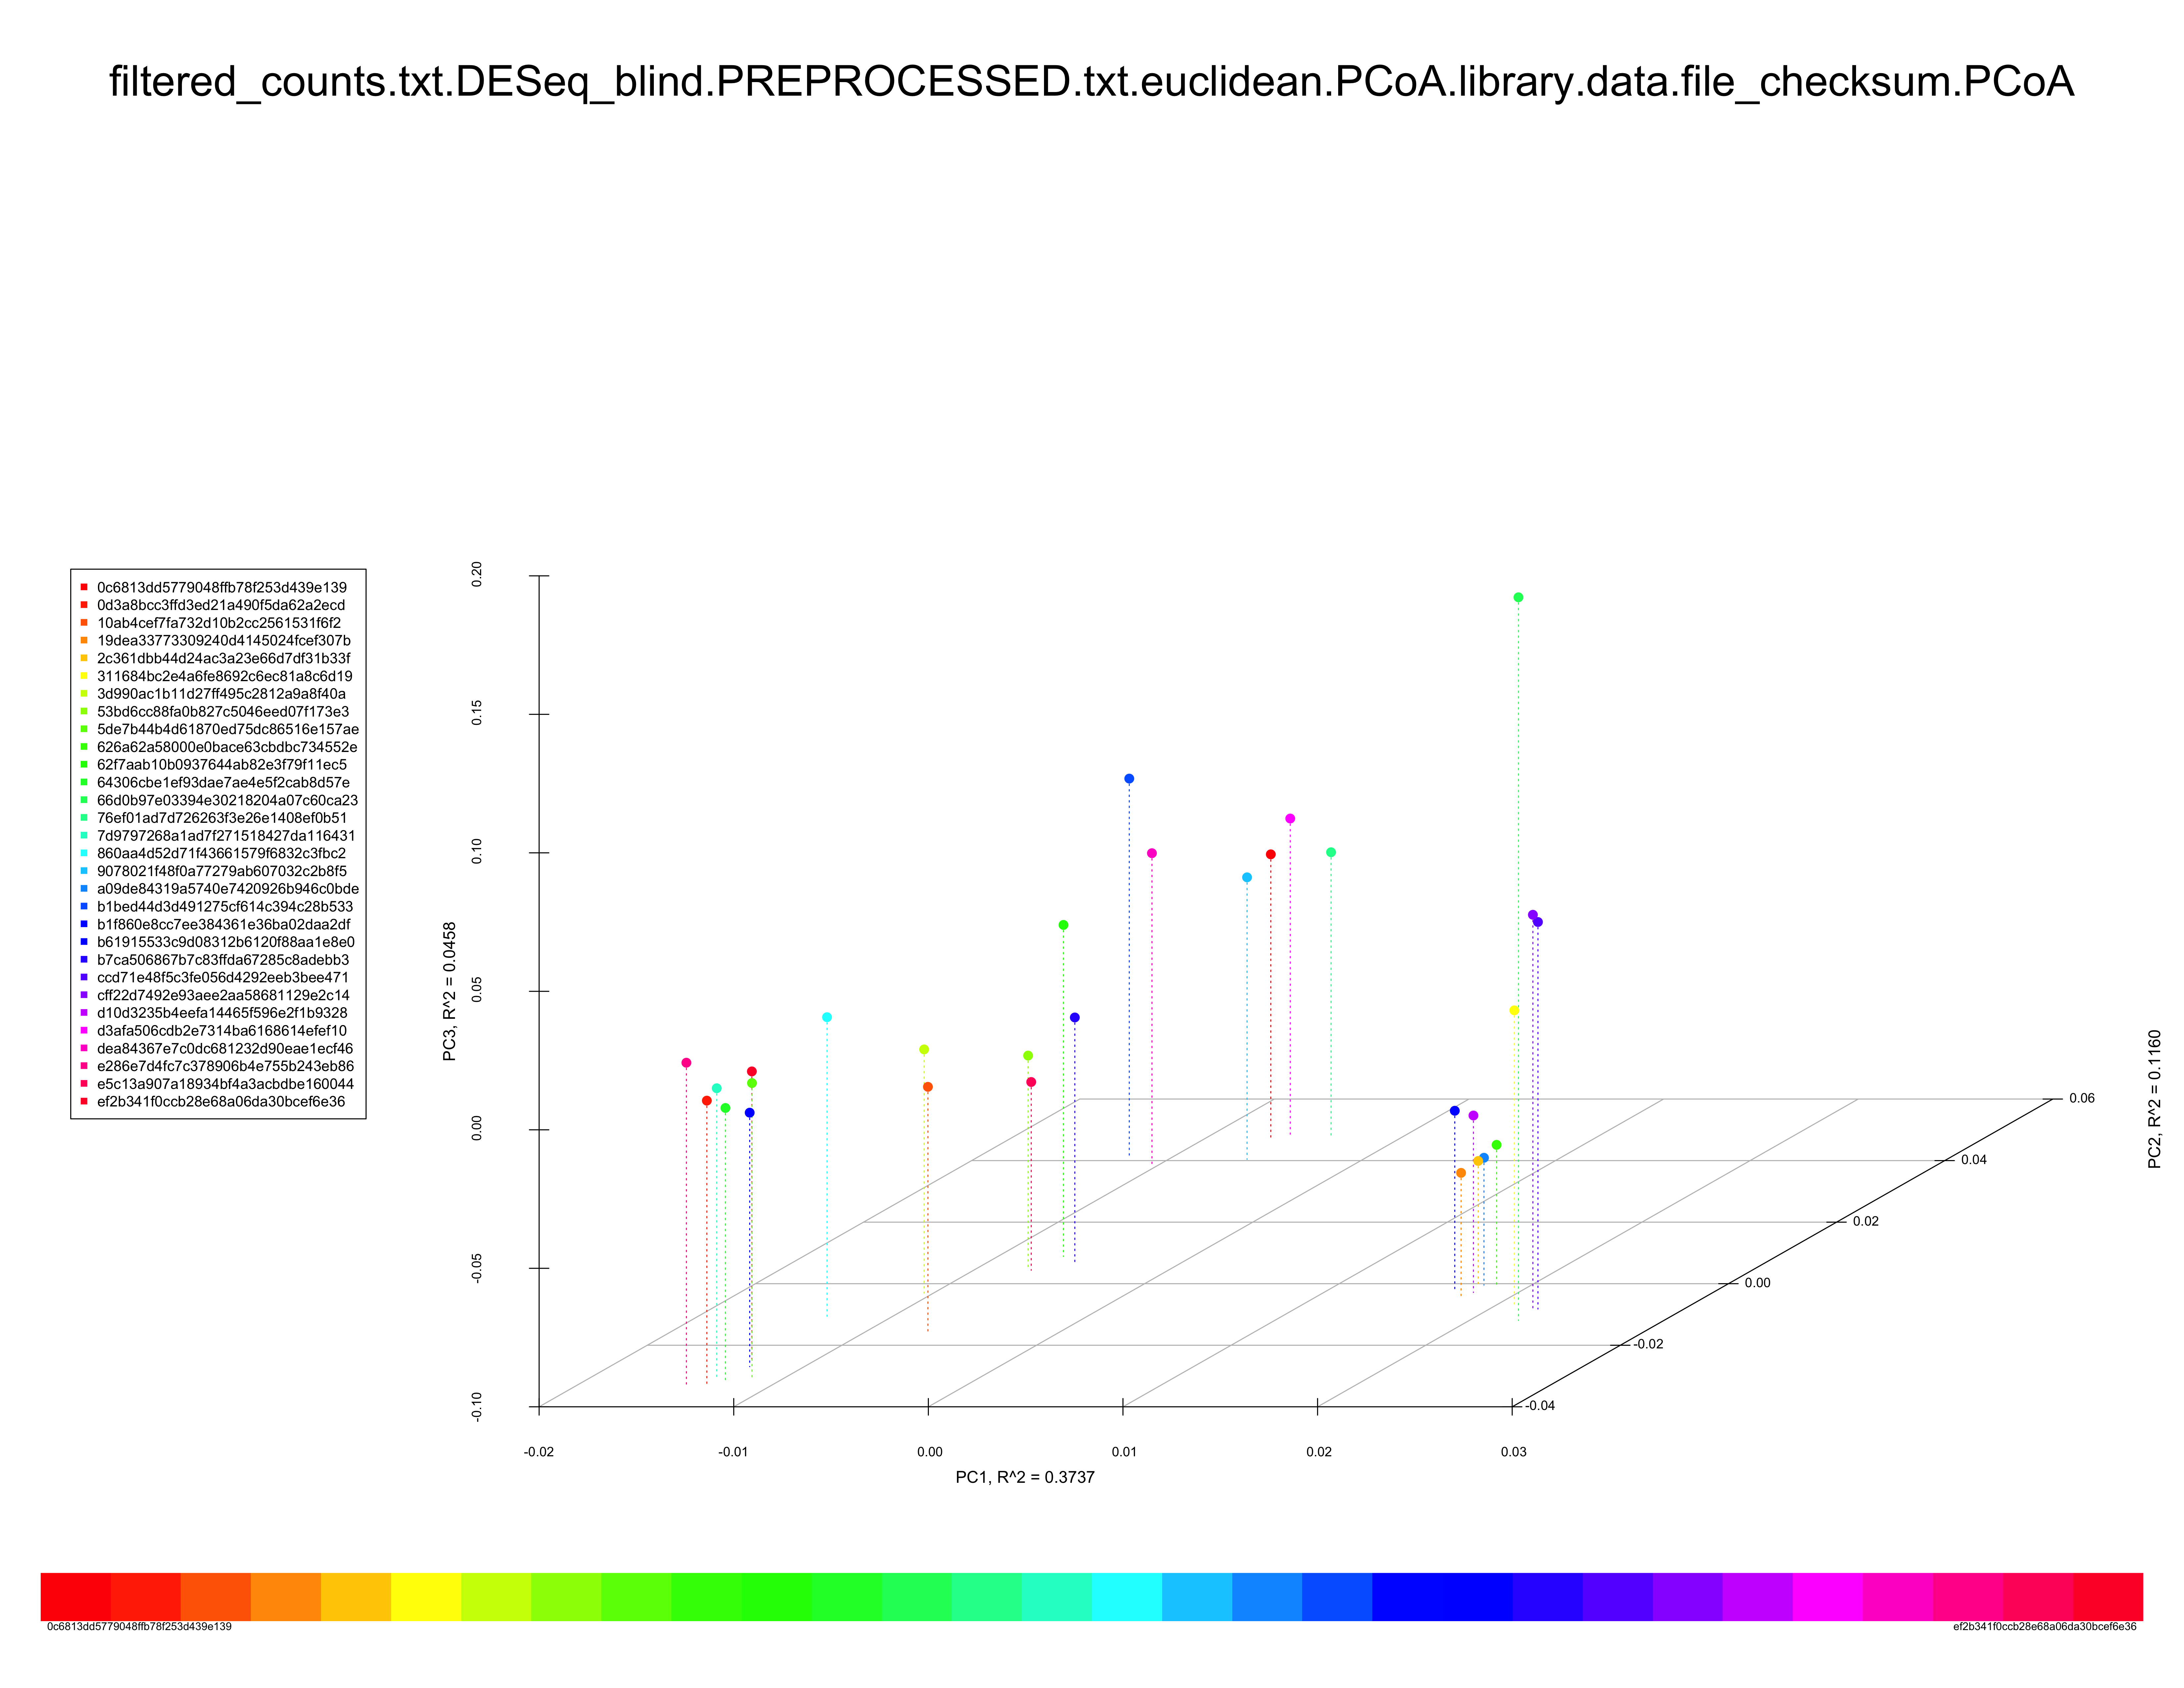 filtered_counts.txt.DESeq_blind.PREPROCESSED.txt.euclidean.PCoA.library.data.file_checksum.PCoA
0c6813dd5779048ffb78f253d439e139
0d3a8bcc3ffd3ed21a490f5da62a2ecd
10ab4cef7fa732d10b2cc2561531f6f2
19dea33773309240d4145024fcef307b
2c361dbb44d24ac3a23e66d7df31b33f
311684bc2e4a6fe8692c6ec81a8c6d19
3d990ac1b11d27ff495c2812a9a8f40a
53bd6cc88fa0b827c5046eed07f173e3
5de7b44b4d61870ed75dc86516e157ae
626a62a58000e0bace63cbdbc734552e
62f7aab10b0937644ab82e3f79f11ec5
64306cbe1ef93dae7ae4e5f2cab8d57e
66d0b97e03394e30218204a07c60ca23
76ef01ad7d726263f3e26e1408ef0b51
7d9797268a1ad7f271518427da116431
860aa4d52d71f43661579f6832c3fbc2
9078021f48f0a77279ab607032c2b8f5
a09de84319a5740e7420926b946c0bde
b1bed44d3d491275cf614c394c28b533
b1f860e8cc7ee384361e36ba02daa2df
b61915533c9d08312b6120f88aa1e8e0
b7ca506867b7c83ffda67285c8adebb3
ccd71e48f5c3fe056d4292eeb3bee471
cff22d7492e93aee2aa58681129e2c14
d10d3235b4eefa14465f596e2f1b9328
d3afa506cdb2e7314ba6168614efef10
dea84367e7c0dc681232d90eae1ecf46
e286e7d4fc7c378906b4e755b243eb86
e5c13a907a18934bf4a3acbdbe160044
ef2b341f0ccb28e68a06da30bcef6e36
PC3, R^2 = 0.0458
0.20
0.15
0.10
0.05
0.00
-0.05
-0.10
-0.02
-0.01
0.00
0.01
0.02
0.03
PC1, R^2 = 0.3737
0.06
0.04
0.02
0.00
-0.02
-0.04
PC2, R^2 = 0.1160
0c6813dd5779048ffb78f253d439e139
ef2b341f0ccb28e68a06da30bcef6e36